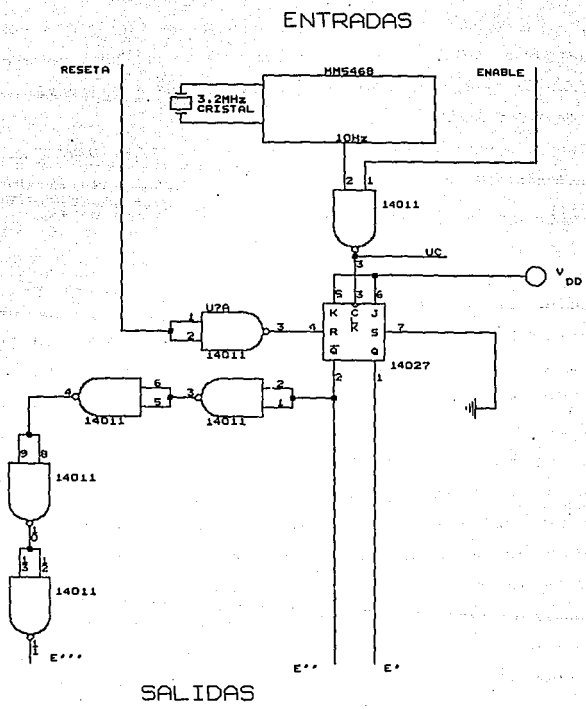 ENTRADAS
RESETA
MM5468
ENABLE
3.2MHz
CRISTAL
10Hz
2 1
14011
3
UC
V DD
U?A
5 3 6
K C J
1
2
3
4
R K S
7
14011
Q Q
14027
2 1
4
6
5
3
2
1
14011
14011
9 8
14011
10
13 12
14011
11
E'''
E''
E'
SALIDAS